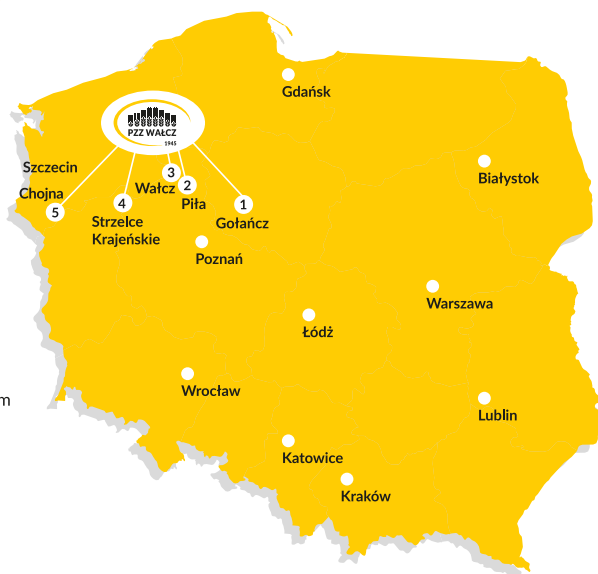 Gdańsk
PZZ WAŁCZ
1945
Szczecin
Chojna
5
4
Strzelce
Krajeńskie
3
Wałcz
2
Piła
1
Gołańcz
Białystok
Poznań
Warszawa
Łódź
Wrocław
m
Lublin
Katowice
Kraków